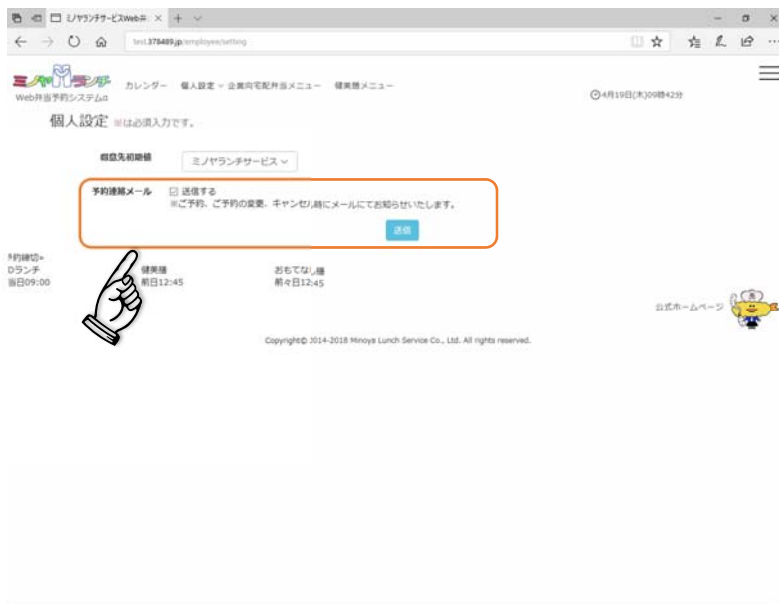 ミノヤランチサービスWeb弁 × + ∨
test.378489.jp/employee/setting
ミノヤランチ
Web弁当予約システムα
カレンダー 個人設定 企業向宅配弁当メニュー 健美膳メニュー
4月19日(木)09時42分
個人設定 ※は必須入力です。
初期値
ミノヤランチサービス
予約連絡メール ☑ 送信する
※ご予約、ご予約の変更、キャンセル時にメールにてお知らせいたします。
送信
予約締切»
Dランチ 健美膳 おもてなし膳
当日09:00 前日12:45 前々日12:45
公式ホームページ
Copyright© 2014-2018 Minoya Lunch Service Co., Ltd. All rights reserved.